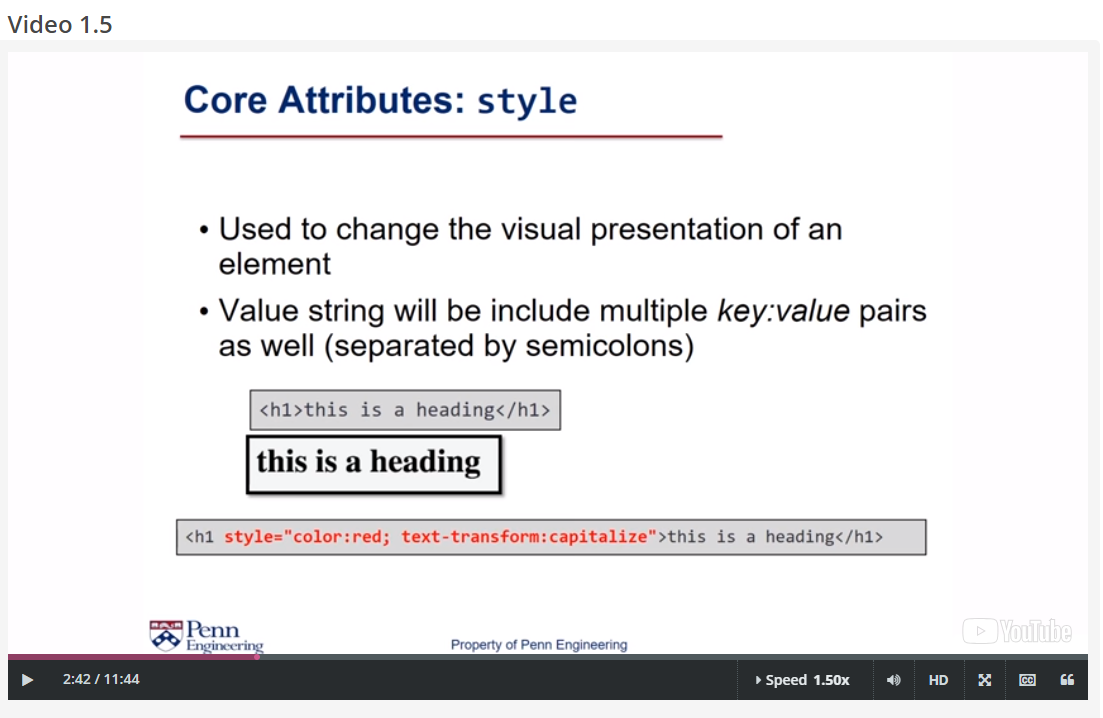 Video 1.5
Core Attributes: style
• Used to change the visual presentation of an
element
• Value string will be include multiple key:value pairs
as well (separated by semicolons)
<h1>this is a heading</h1>
this is a heading
<h1 style="color:red; text-transform:capitalize">this is a heading</h1>
Penn
Engineering
Property of Penn Engineering
YouTube
2:42 / 11:44
Speed 1.50x
HD
CC